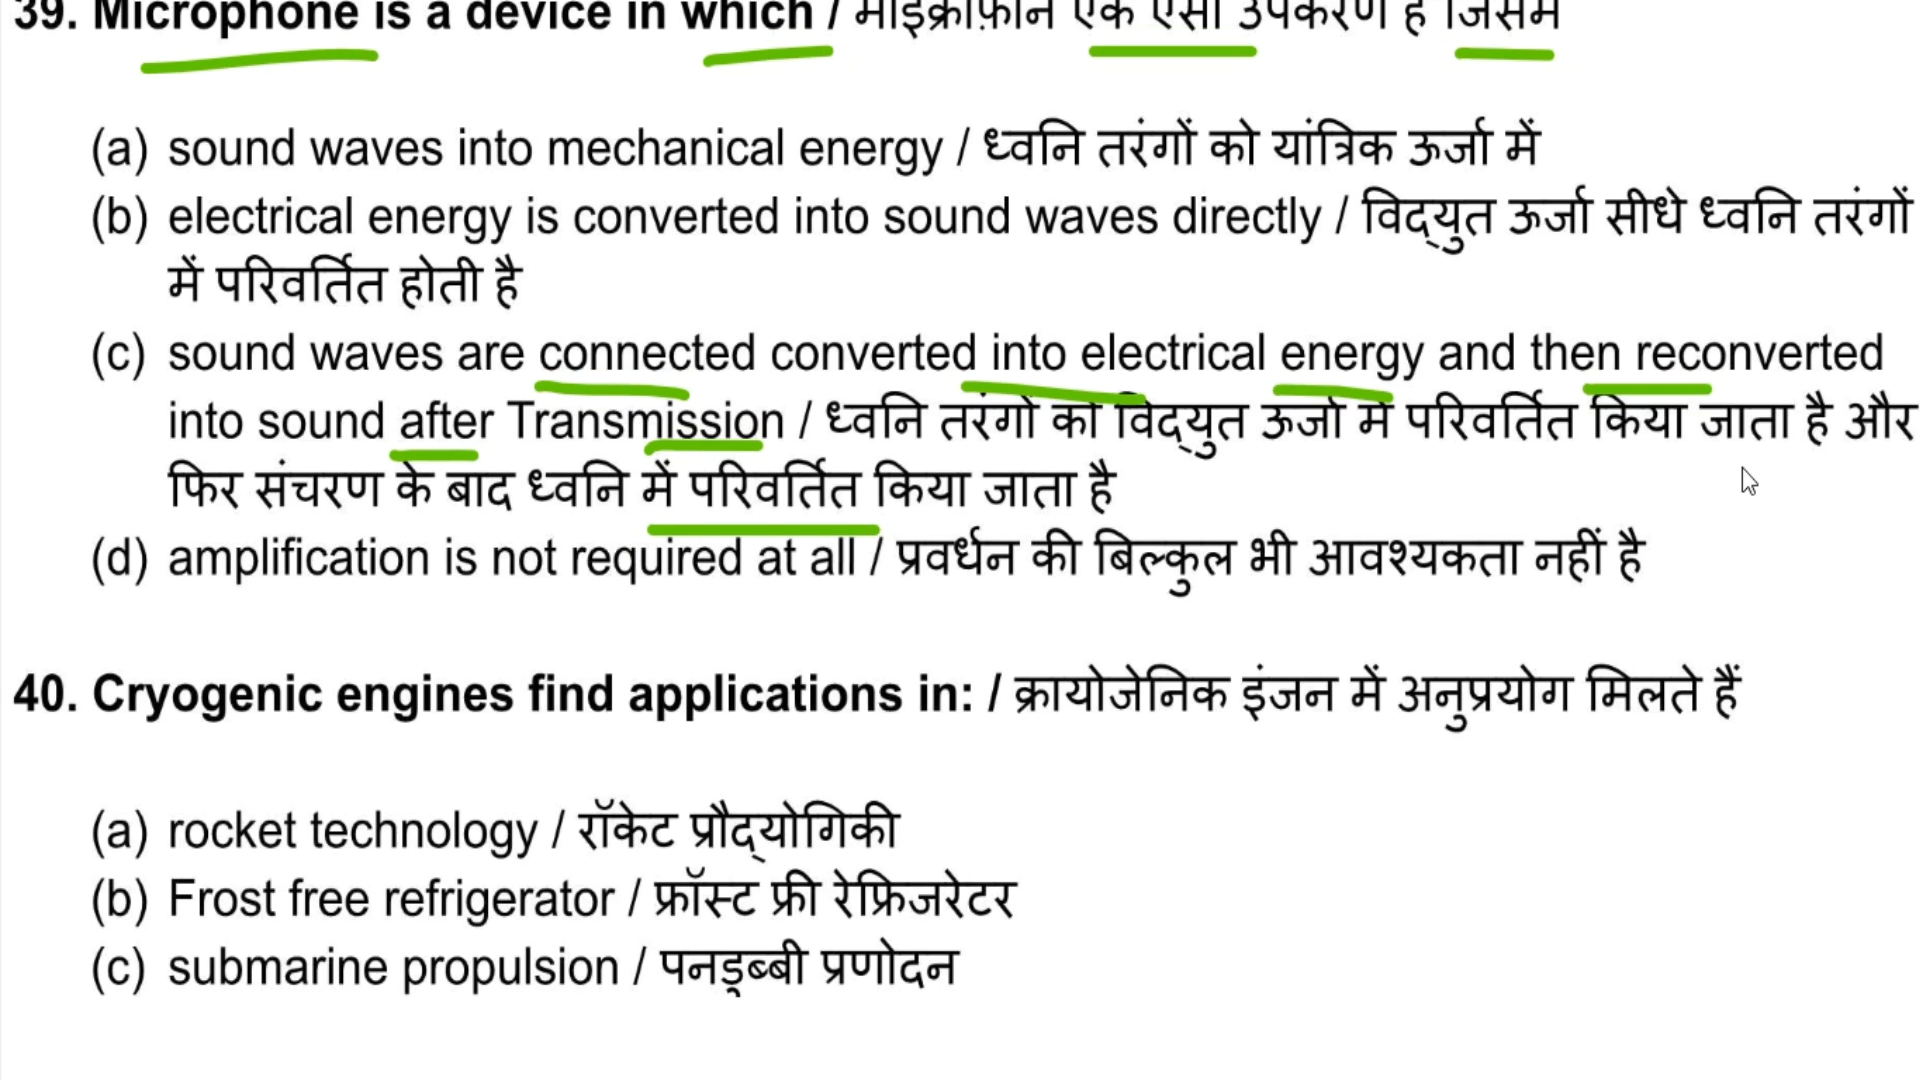 39. Microphone is a device in which / माइक्रोफ़ोन एक ऐसा उपकरण है जिसमें
(a) sound waves into mechanical energy / ध्वनि तरंगों को यांत्रिक ऊर्जा में
(b) electrical energy is converted into sound waves directly / विद्युत ऊर्जा सीधे ध्वनि तरंगों
में परिवर्तित होती है
(c) sound waves are connected converted into electrical energy and then reconverted
into sound after Transmission / ध्वनि तरंगों को विद्युत ऊर्जा में परिवर्तित किया जाता है और
फिर संचरण के बाद ध्वनि में परिवर्तित किया जाता है
(d) amplification is not required at all / प्रवर्धन की बिल्कुल भी आवश्यकता नहीं है
40. Cryogenic engines find applications in: / क्रायोजेनिक इंजन में अनुप्रयोग मिलते हैं
(a) rocket technology / रॉकेट प्रौद्योगिकी
(b) Frost free refrigerator / फ्रॉस्ट फ्री रेफ्रिजरेटर
(c) submarine propulsion / पनडुब्बी प्रणोदन